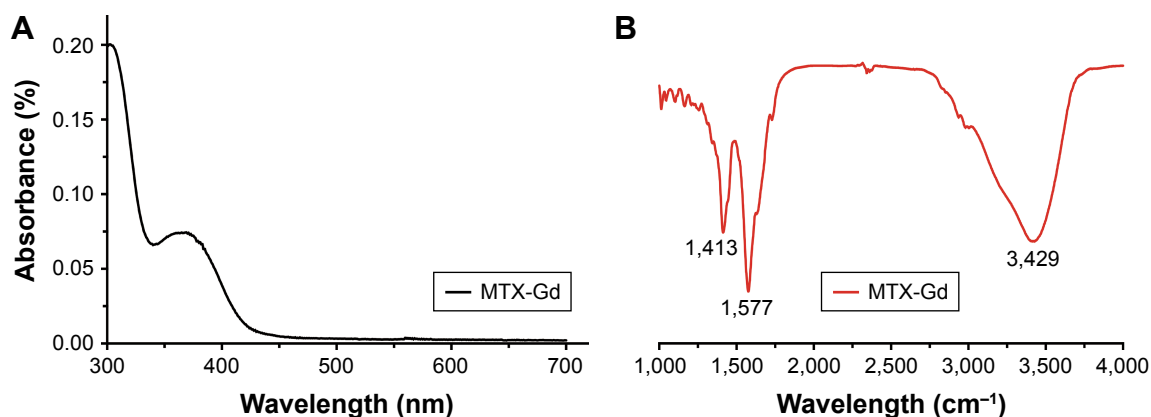 A
Absorbance (%)
0.20
0.15
0.10
0.05
0.00
MTX-Gd
300 400 500 600 700
Wavelength (nm)
B
1,413
1,577
3,429
MTX-Gd
1,000 1,500 2,000 2,500 3,000 3,500 4,000
Wavelength (cm⁻¹)